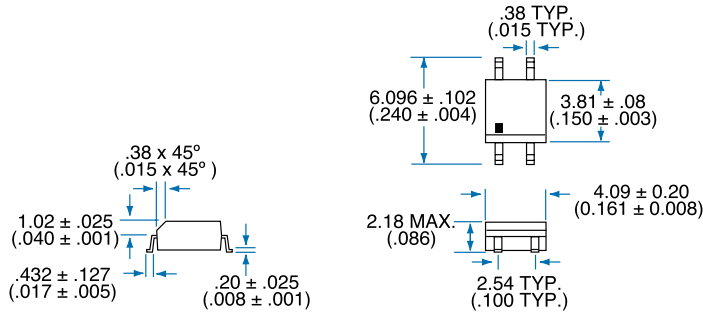 .38 TYP.
(.015 TYP.)
6.096 ± .102
(.240 ± .004)
3.81 ± .08
(.150 ± .003)
.38 x 45º
(.015 x 45º )
1.02 ± .025
(.040 ± .001)
.432 ± .127
(.017 ± .005)
.20 ± .025
(.008 ± .001)
4.09 ± 0.20
(0.161 ± 0.008)
2.18 MAX.
(.086)
2.54 TYP.
(.100 TYP.)